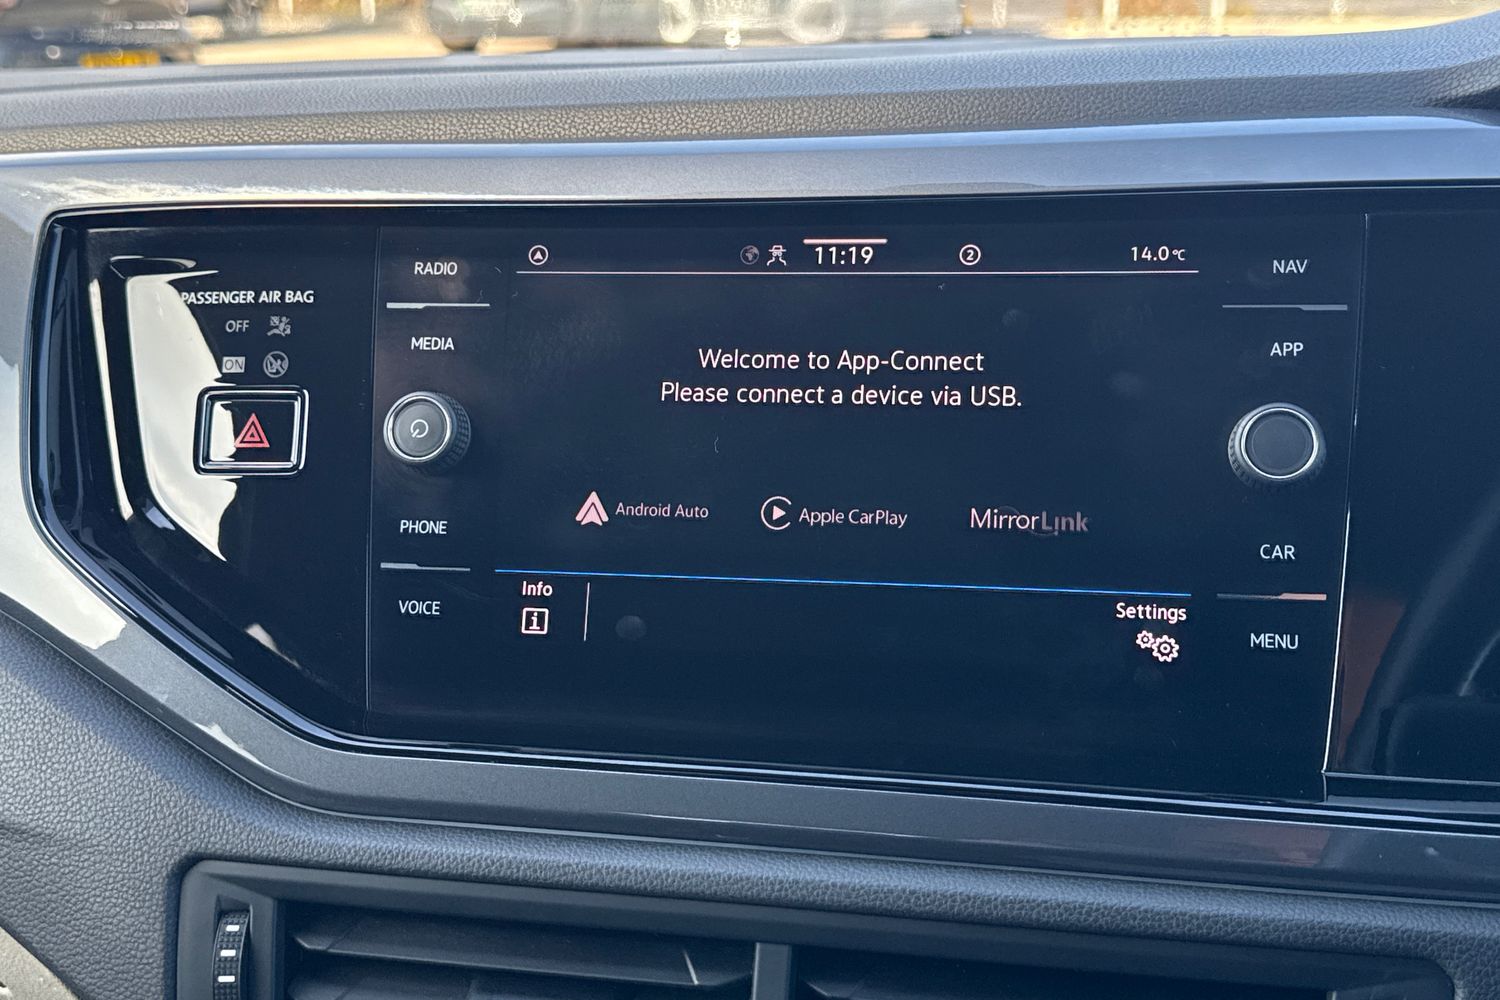 PASSENGER AIR BAG
OFF
ON
RADIO
MEDIA
PHONE
VOICE
11:19
2
14.0°C
Welcome to App-Connect
Please connect a device via USB.
Android Auto
Apple CarPlay
MirrorLink
Info
i
Settings
NAV
APP
CAR
MENU